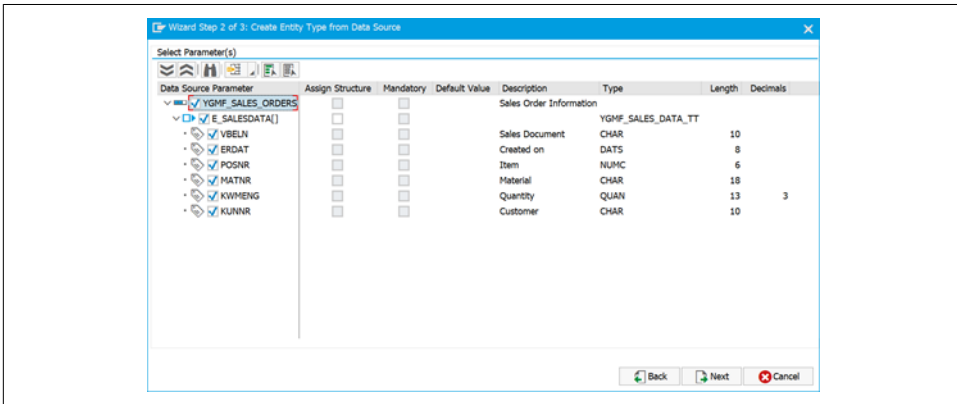 Wizard Step 2 of 3: Create Entity Type from Data Source
Select Parameter(s)
Data Source Parameter Assign Structure Mandatory Default Value Description Type Length Decimals
YGMF_SALES_ORDERS Sales Order Information
E_SALESDATA[] YGMF_SALES_DATA_TT
VBELN Sales Document CHAR 10
ERDAT Created on DATS 8
POSNR Item NUMC 6
MATNR Material CHAR 18
KWMENG Quantity QUAN 13 3
KUNNR Customer CHAR 10
Back Next Cancel